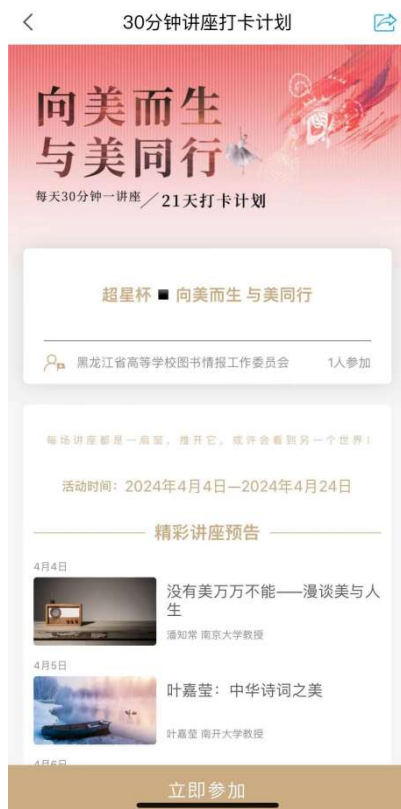 30分钟讲座打卡计划
向美而生
与美同行
每天30分钟一讲座/21天打卡计划
超星杯 ■ 向美而生 与美同行
黑龙江省高等学校图书情报工作委员会 1人参加
每场讲座都是一扇窗，推开它，或许会看到另一个世界！
活动时间：2024年4月4日—2024年4月24日
精彩讲座预告
4月4日
没有美万万不能——漫谈美与人
生
潘知常 南京大学教授
4月5日
叶嘉莹：中华诗词之美
叶嘉莹 南开大学教授
4月6日
立即参加